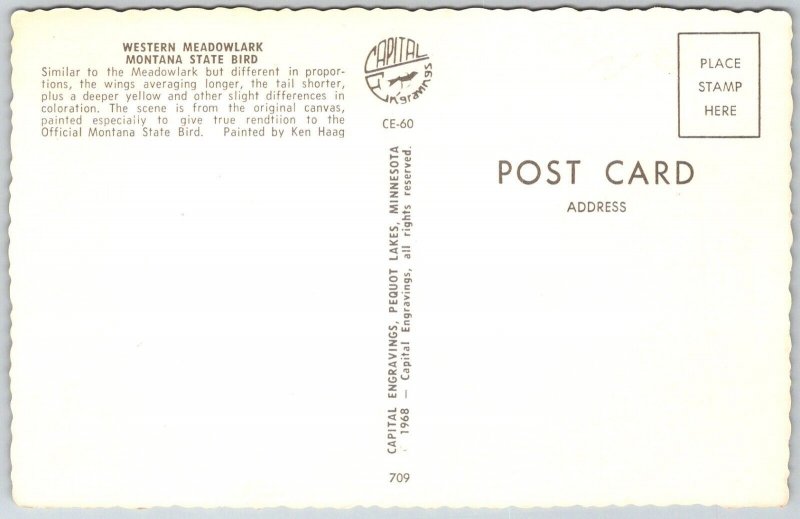 WESTERN MEADOWLARK
MONTANA STATE BIRD
Similar to the Meadowlark but different in propor-
tions, the wings averaging longer, the tail shorter,
plus a deeper yellow and other slight differences in
coloration. The scene is from the original canvas,
painted especially to give true rendtiion to the
Official Montana State Bird. Painted by Ken Haag
CAPITAL
Engravings
CE-60
CAPITAL ENGRAVINGS, PEQUOT LAKES, MINNESOTA
1968 — Capital Engravings, all rights reserved.
709
PLACE
STAMP
HERE
POST CARD
ADDRESS